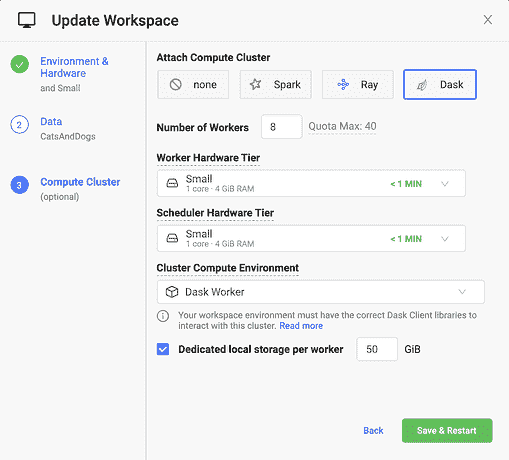 Update Workspace
Environment &
Hardware
and Small
2
Data
CatsAndDogs
3
Compute Cluster
(optional)
Attach Compute Cluster
none
Spark
Ray
Dask
Number of Workers
8
Quota Max: 40
Worker Hardware Tier
Small
1 core · 4 GiB RAM
< 1 MIN
Scheduler Hardware Tier
Small
1 core · 4 GiB RAM
< 1 MIN
Cluster Compute Environment
Dask Worker
Your workspace environment must have the correct Dask Client libraries to
interact with this cluster. Read more
Dedicated local storage per worker
50
GiB
Back
Save & Restart